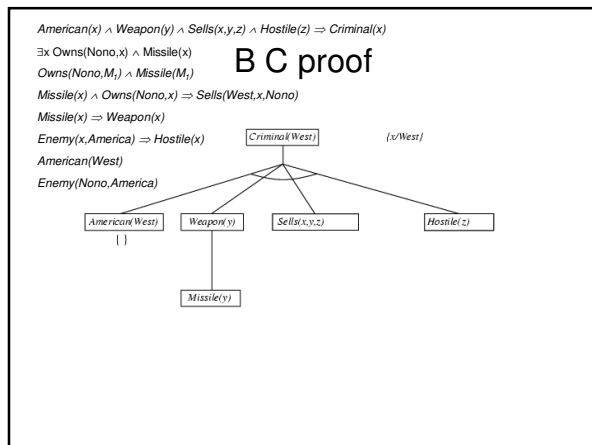 American(x) ∧ Weapon(y) ∧ Sells(x,y,z) ∧ Hostile(z) ⇒ Criminal(x)
∃x Owns(Nono,x) ∧ Missile(x)
B C proof
Owns(Nono,M₁) ∧ Missile(M₁)
Missile(x) ∧ Owns(Nono,x) ⇒ Sells(West,x,Nono)
Missile(x) ⇒ Weapon(x)
Enemy(x,America) ⇒ Hostile(x)
Criminal(West) {x/West}
American(West)
Enemy(Nono,America)
American(West) Weapon(y) Sells(x,y,z) Hostile(z)
{ }
Missile(y)